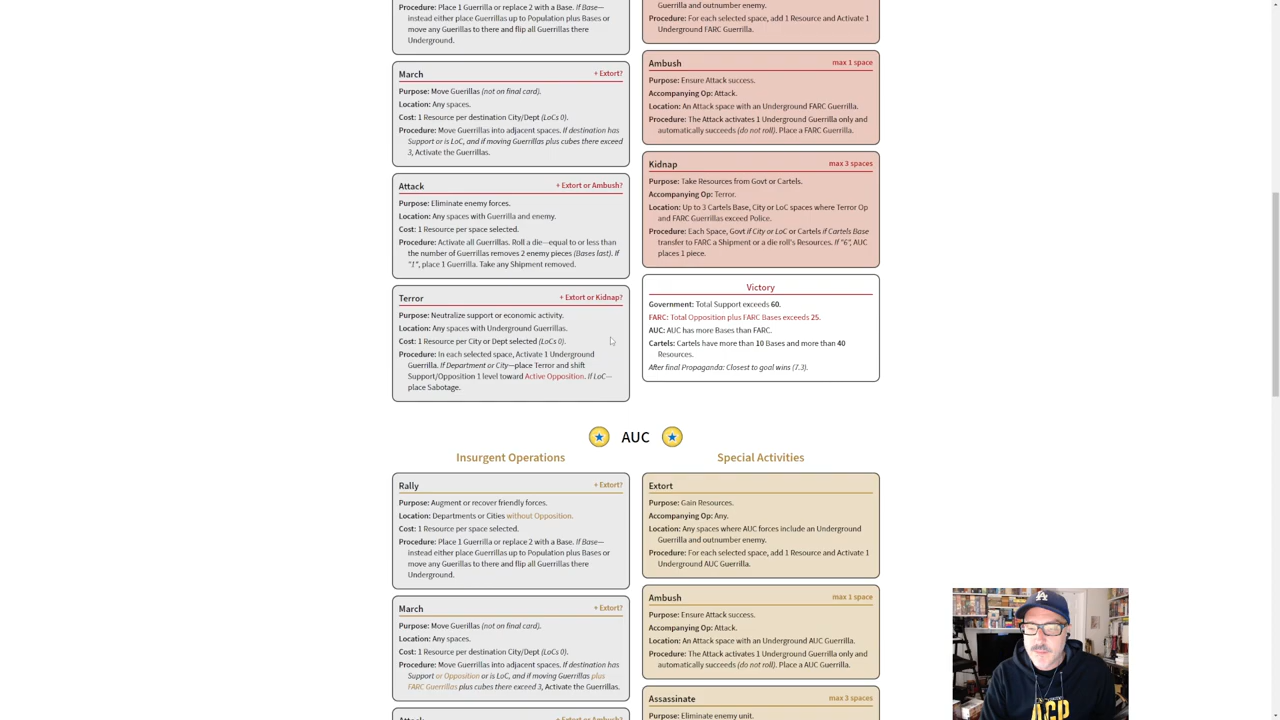 Procedure: Place 1 Guerrilla or replace 2 with a Base. If Base—
instead either place Guerrillas up to Population plus Bases or
move any Guerillas to there and flip all Guerrillas there
Underground.
March
+ Extort?
Purpose: Move Guerillas (not on final card).
Location: Any spaces.
Cost: 1 Resource per destination City/Dept (LoCs 0).
Procedure: Move Guerrillas into adjacent spaces. If destination has
Support or is LoC, and if moving Guerrillas plus cubes there exceed
3, Activate the Guerrillas.
Attack
+ Extort or Ambush?
Purpose: Eliminate enemy forces.
Location: Any spaces with Guerrilla and enemy.
Cost: 1 Resource per space selected.
Procedure: Activate all Guerrillas. Roll a die—equal to or less than
the number of Guerrillas removes 2 enemy pieces (Bases last). If
"1", place 1 Guerrilla. Take any Shipment removed.
Terror
+ Extort or Kidnap?
Purpose: Neutralize support or economic activity.
Location: Any spaces with Underground Guerrillas.
Cost: 1 Resource per City or Dept selected (LoCs 0).
Procedure: In each selected space, Activate 1 Underground
Guerrilla. If Department or City—place Terror and shift
Support/Opposition 1 level toward Active Opposition. If LoC—
place Sabotage.
Guerrilla and outnumber enemy.
Procedure: For each selected space, add 1 Resource and Activate 1
Underground FARC Guerrilla.
Ambush
max 1 space
Purpose: Ensure Attack success.
Accompanying Op: Attack.
Location: An Attack space with an Underground FARC Guerrilla.
Procedure: The Attack activates 1 Underground Guerrilla only and
automatically succeeds (do not roll). Place a FARC Guerrilla.
Kidnap
max 3 spaces
Purpose: Take Resources from Govt or Cartels.
Accompanying Op: Terror.
Location: Up to 3 Cartels Base, City or LoC spaces where Terror Op
and FARC Guerrillas exceed Police.
Procedure: Each Space, Govt if City or LoC or Cartels if Cartels Base
transfer to FARC a Shipment or a die roll's Resources. If "6", AUC
places 1 piece.
Victory
Government: Total Support exceeds 60.
FARC: Total Opposition plus FARC Bases exceeds 25.
AUC: AUC has more Bases than FARC.
Cartels: Cartels have more than 10 Bases and more than 40
Resources.
After final Propaganda: Closest to goal wins (7.3).
AUC
Insurgent Operations
Rally
+ Extort?
Purpose: Augment or recover friendly forces.
Location: Departments or Cities without Opposition.
Cost: 1 Resource per space selected.
Procedure: Place 1 Guerrilla or replace 2 with a Base. If Base—
instead either place Guerrillas up to Population plus Bases or
move any Guerillas to there and flip all Guerrillas there
Underground.
March
+ Extort?
Purpose: Move Guerillas (not on final card).
Location: Any spaces.
Cost: 1 Resource per destination City/Dept (LoCs 0).
Procedure: Move Guerrillas into adjacent spaces. If destination has
Support or Opposition or is LoC, and if moving Guerrillas plus
FARC Guerrillas plus cubes there exceed 3, Activate the Guerrillas.
Attack
+ Extort or Ambush?
Special Activities
Extort
Purpose: Gain Resources.
Accompanying Op: Any.
Location: Any spaces where AUC forces include an Underground
Guerrilla and outnumber enemy.
Procedure: For each selected space, add 1 Resource and Activate 1
Underground AUC Guerrilla.
Ambush
max 1 space
Purpose: Ensure Attack success.
Accompanying Op: Attack.
Location: An Attack space with an Underground AUC Guerrilla.
Procedure: The Attack activates 1 Underground Guerrilla only and
automatically succeeds (do not roll). Place a AUC Guerrilla.
Assassinate
max 3 spaces
Purpose: Eliminate enemy unit.
LA
ACP